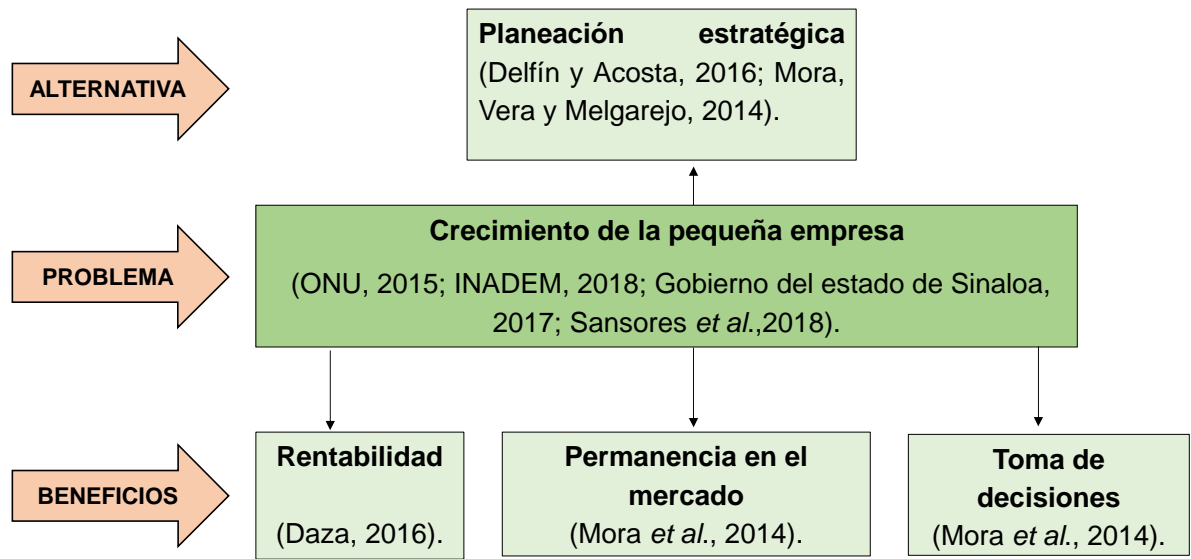 ALTERNATIVA
Planeación estratégica
(Delfín y Acosta, 2016; Mora,
Vera y Melgarejo, 2014).
PROBLEMA
Crecimiento de la pequeña empresa
(ONU, 2015; INADEM, 2018; Gobierno del estado de Sinaloa,
2017; Sansores et al.,2018).
BENEFICIOS
Rentabilidad
(Daza, 2016).
Permanencia en el
mercado
(Mora et al., 2014).
Toma de
decisiones
(Mora et al., 2014).